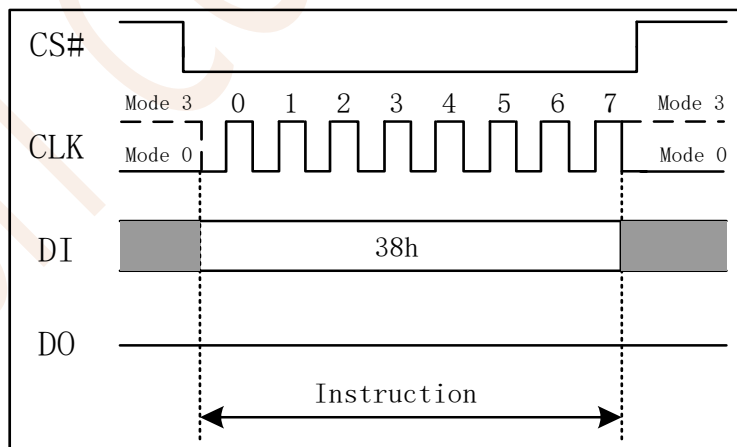 CS#
Mode 3 0 1 2 3 4 5 6 7 Mode 3
CLK
Mode 0 Mode 0
DI 38h
DO
Instruction